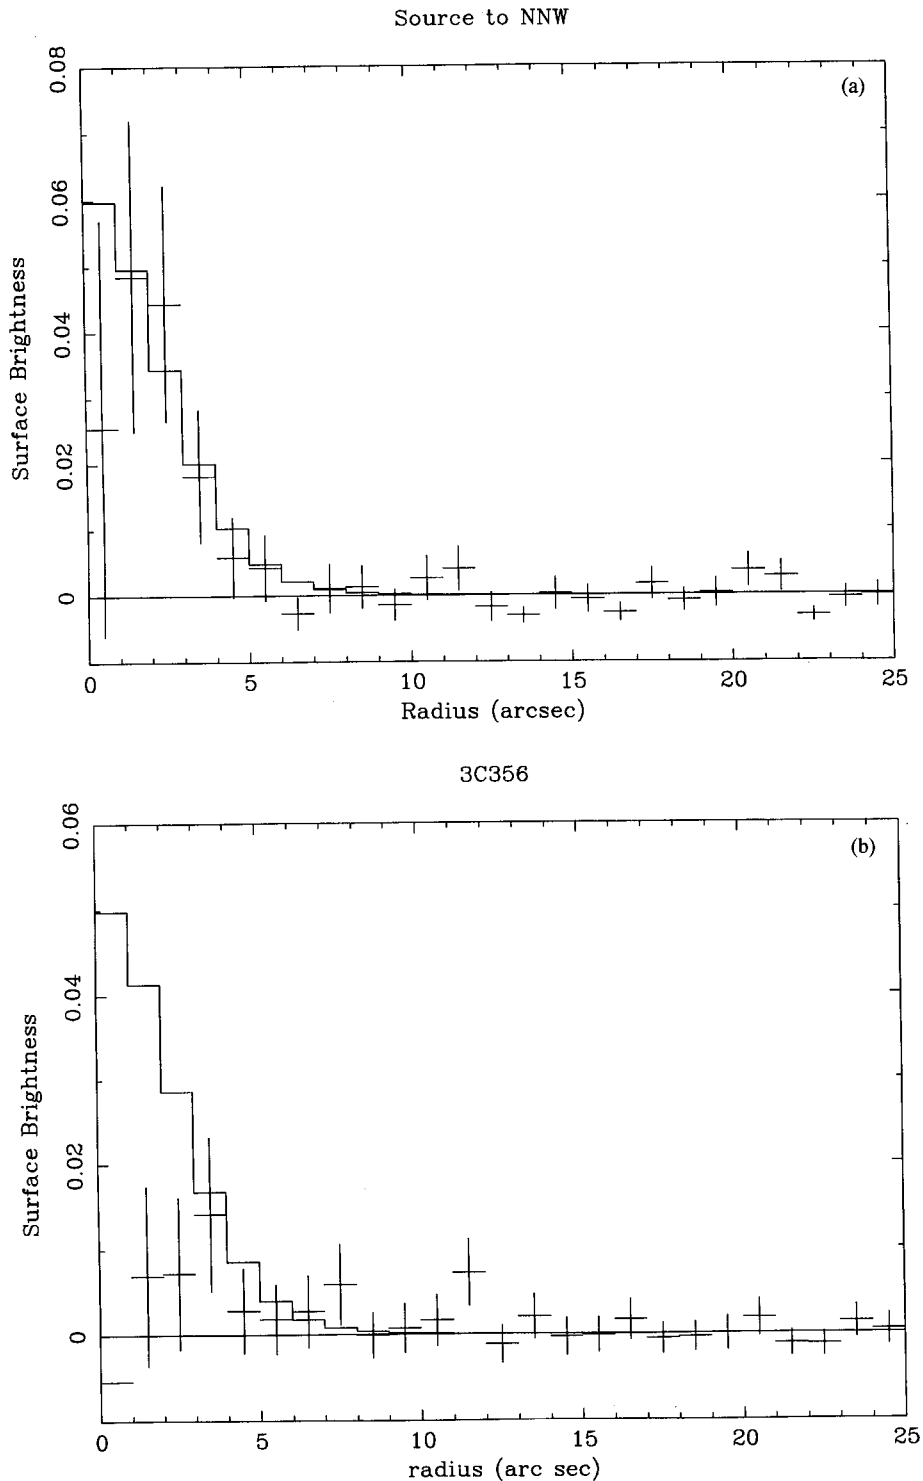 Source to NNW
(a)
0.08
0.06
0.04
0.02
0
Surface Brightness
0 5 10 15 20 25
Radius (arcsec)
3C356
(b)
0.06
0.04
0.02
0
Surface Brightness
0 5 10 15 20 25
radius (arc sec)